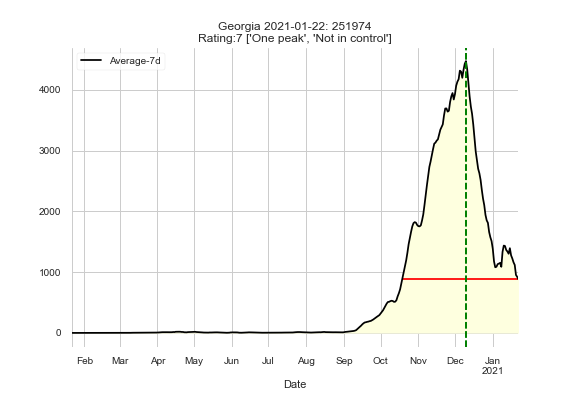 Georgia 2021-01-22: 251974
Rating:7 ['One peak', 'Not in control']
Average-7d
4000
3000
2000
1000
0
Feb Mar Apr May Jun Jul Aug Sep Oct Nov Dec Jan
2021
Date